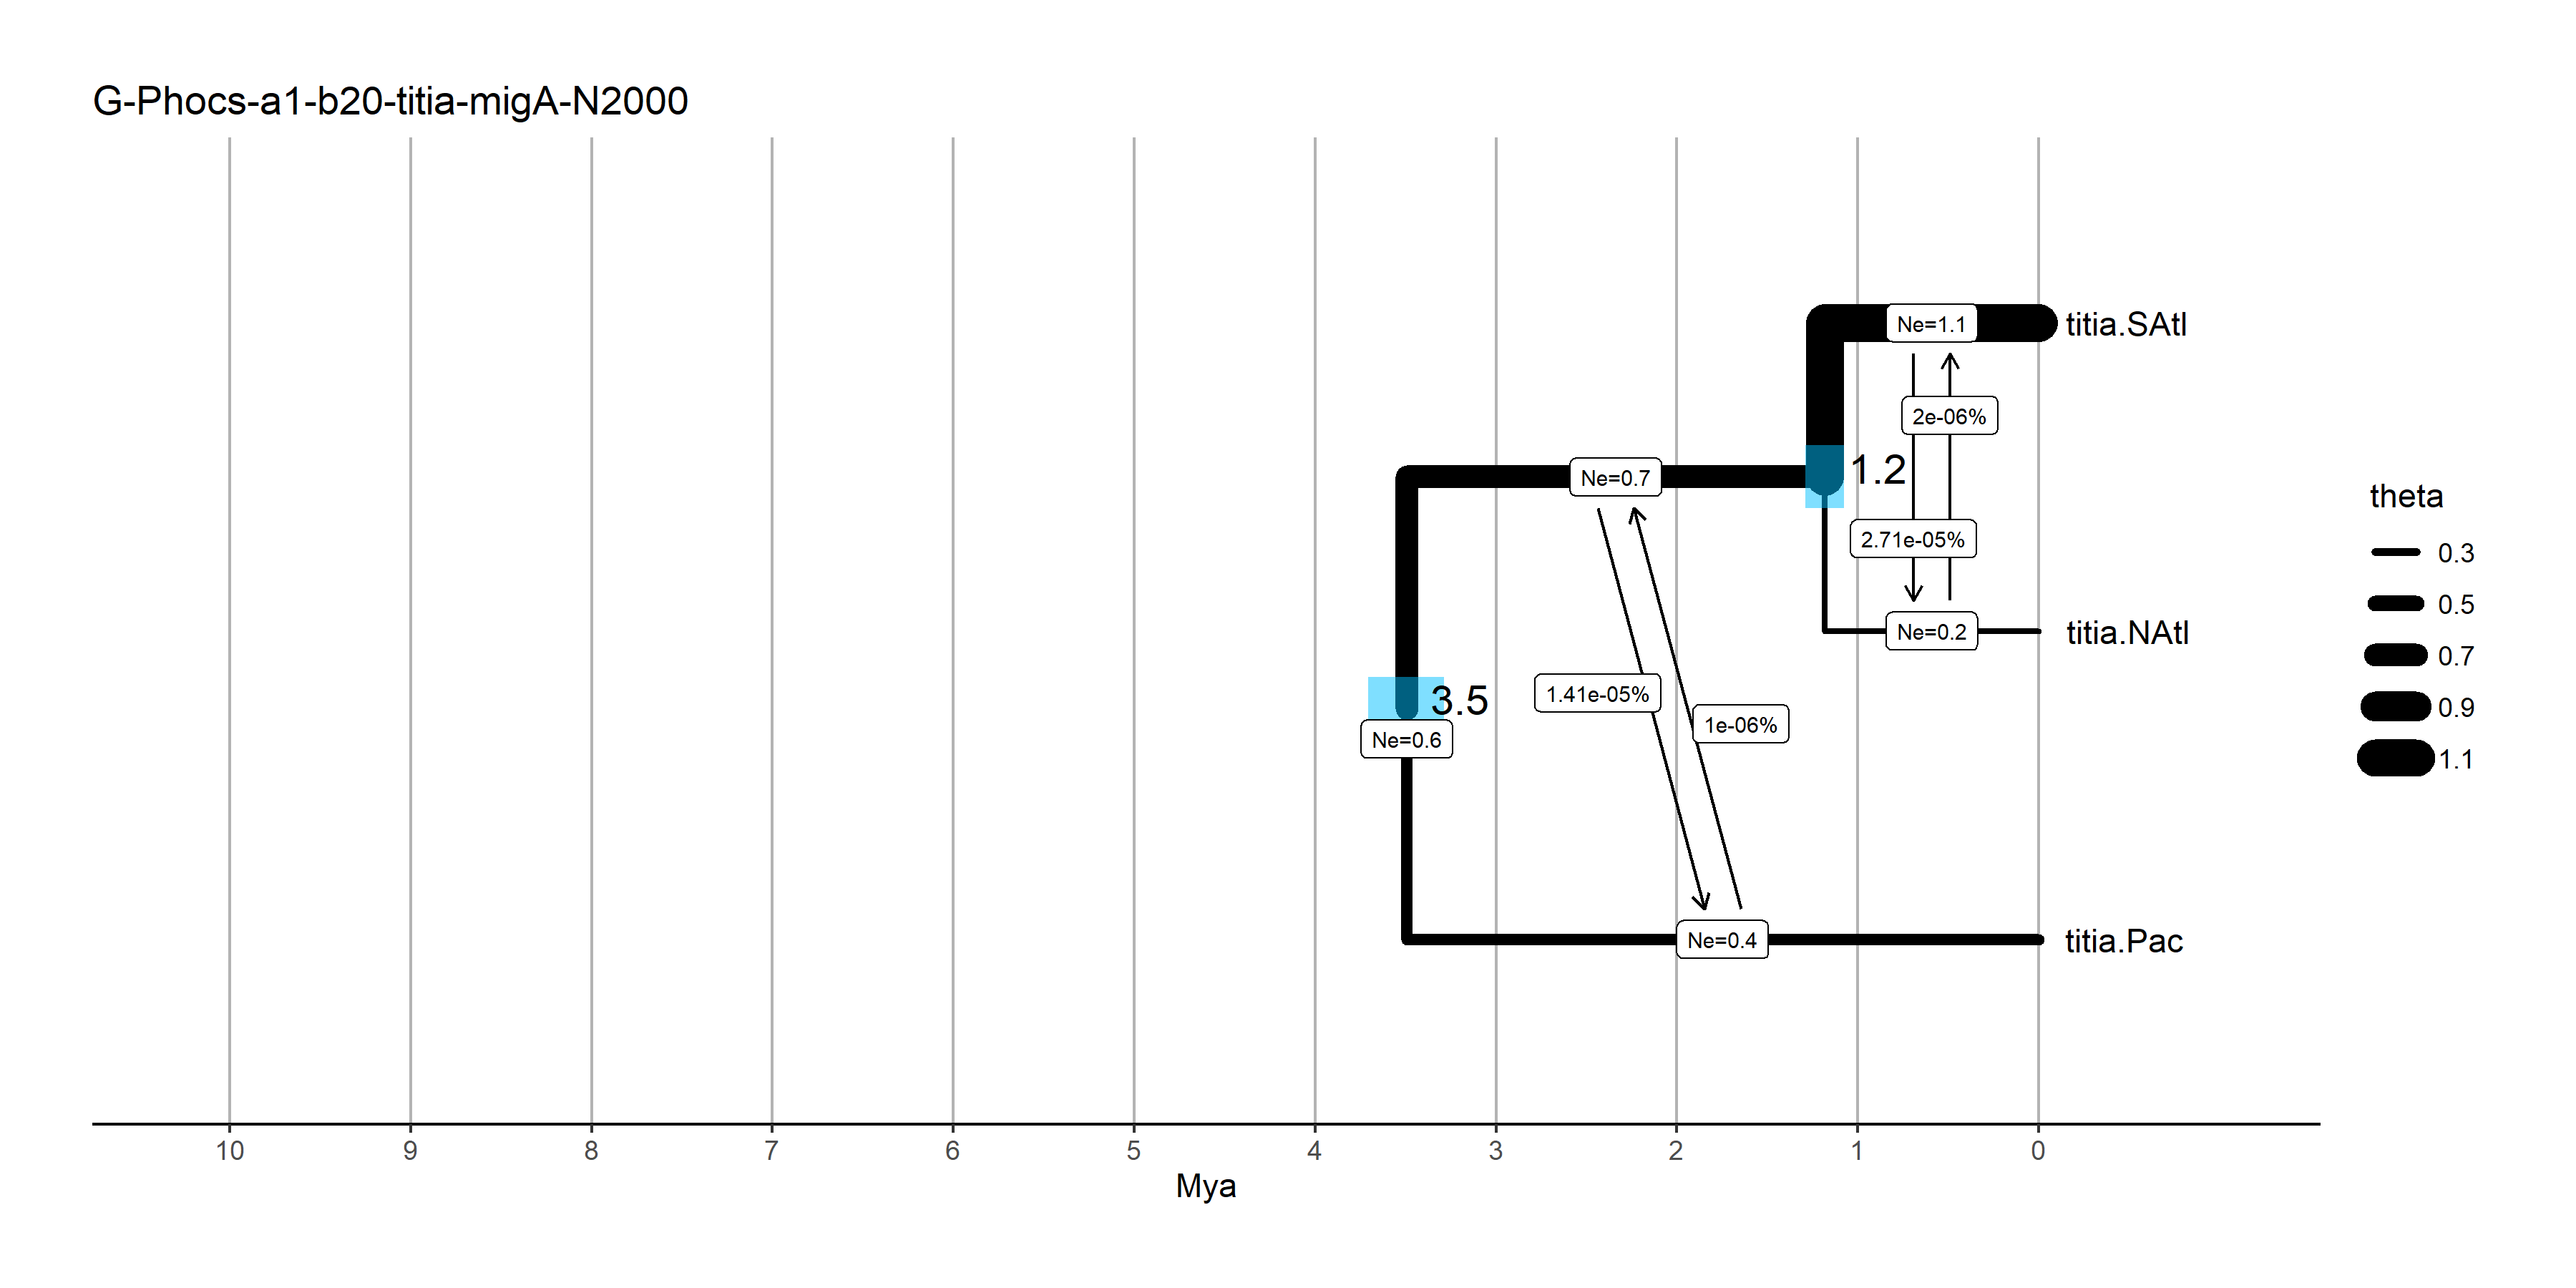 G-Phocs-a1-b20-titia-migA-N2000
Ne=1.1
titia.SAtl
2e-06%
1.2
Ne=0.7
2.71e-05%
Ne=0.2
titia.NAtl
1.41e-05%
3.5
1e-06%
Ne=0.6
Ne=0.4
titia.Pac
theta
0.3
0.5
0.7
0.9
1.1
10 9 8 7 6 5 4 3 2 1 0
Mya